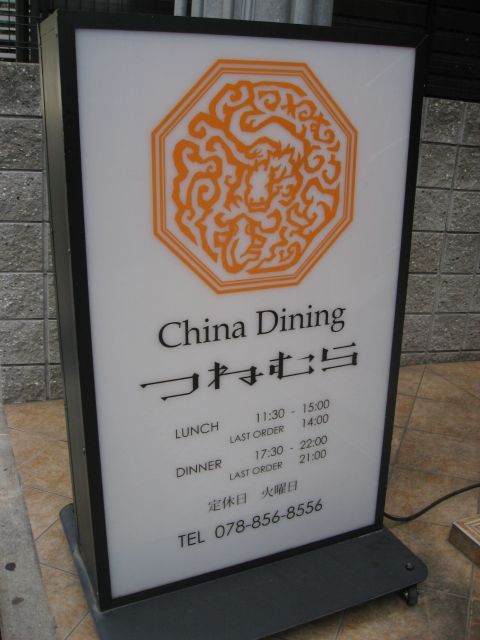 China Dining
つねむら
LUNCH 11:30 - 15:00
LAST ORDER 14:00
DINNER 17:30 - 22:00
LAST ORDER 21:00
定休日 火曜日
TEL 078-856-8556